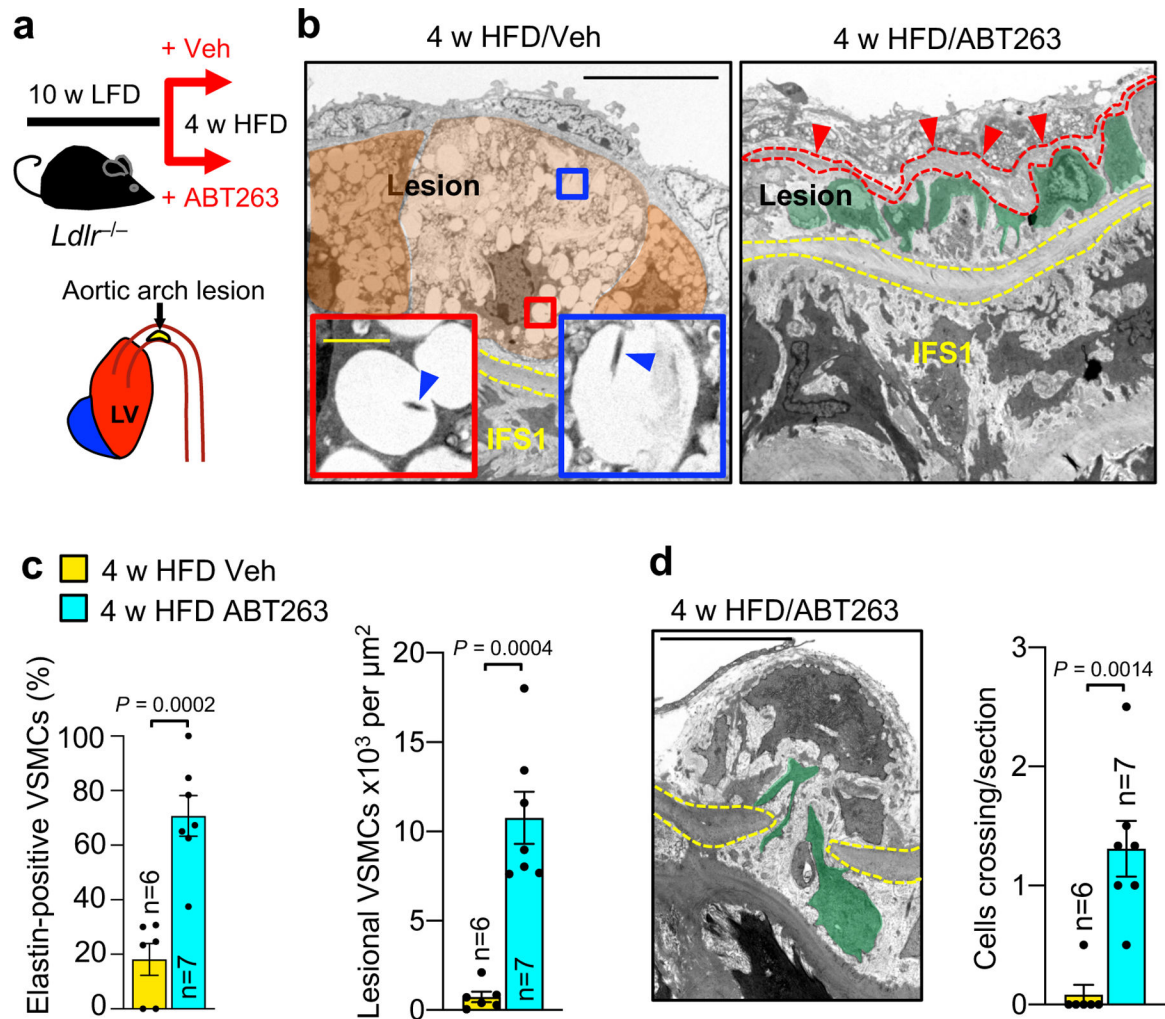 a
+ Veh
10 w LFD
4 w HFD
+ ABT263
Ldlr–/–
Aortic arch lesion
LV
b
4 w HFD/Veh
4 w HFD/ABT263
Lesion
IFS1
Lesion
IFS1
c
4 w HFD Veh
4 w HFD ABT263
Elastin-positive VSMCs (%)
P = 0.0002
100
80
60
40
20
0
n=6
n=7
Lesional VSMCs x10³ per µm²
P = 0.0004
20
15
10
5
0
n=6
n=7
d
4 w HFD/ABT263
Cells crossing/section
3
P = 0.0014
2
1
0
n=6
n=7